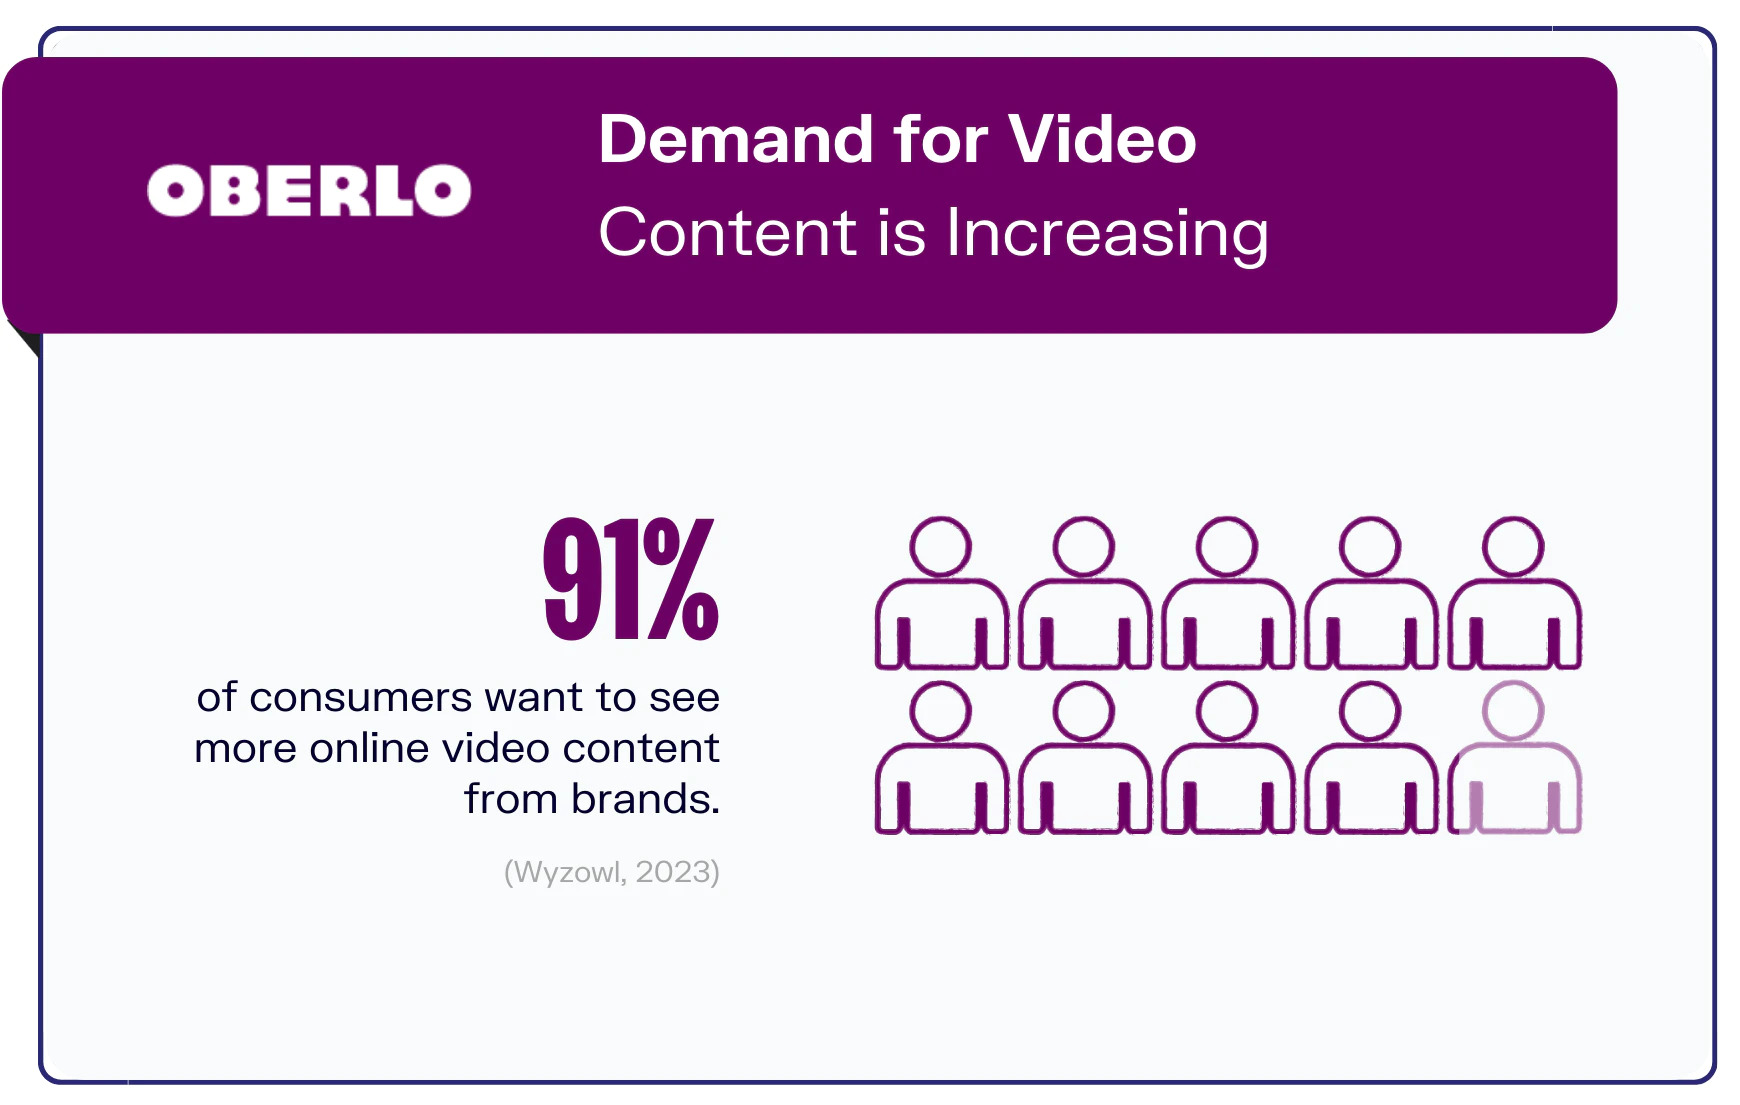 OBERLO
Demand for Video
Content is Increasing
91%
of consumers want to see
more online video content
from brands.
(Wyzowl, 2023)